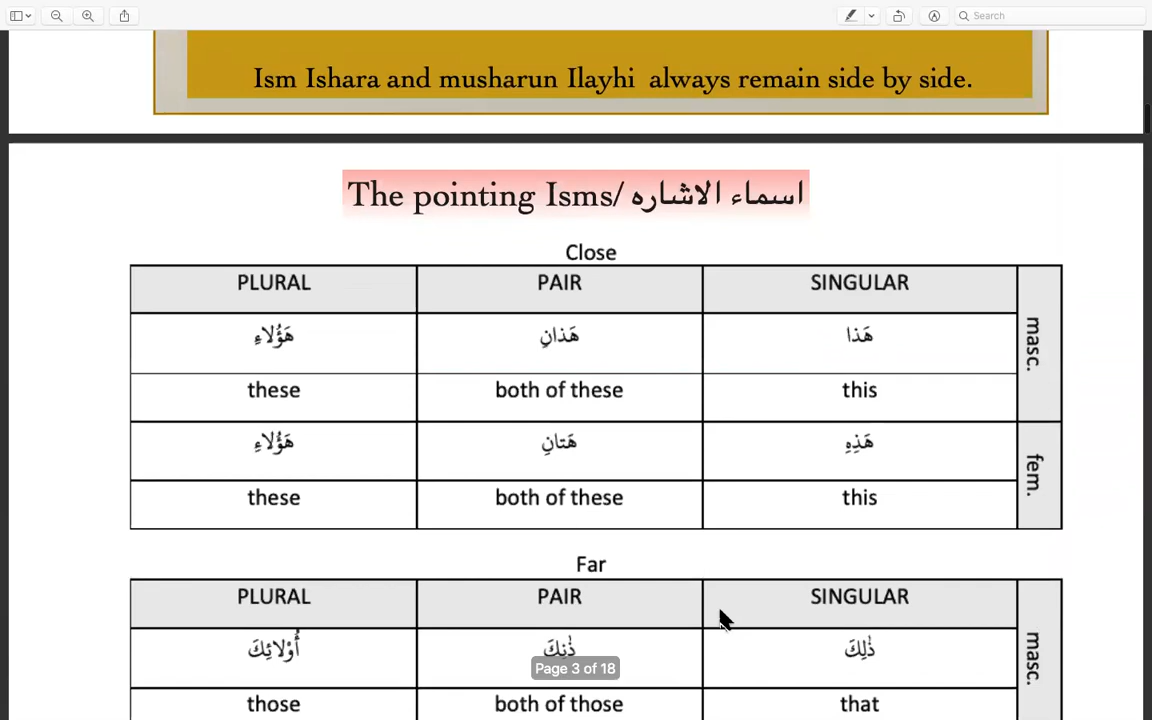 Search
Ism Ishara and musharun Ilayhi always remain side by side.
The pointing Isms/ اسماء الاشاره
Close
PLURAL PAIR SINGULAR
masc.
هَؤُلاءِ هَذانِ هَذا
these both of these this
fem.
هَؤُلاءِ هَتانِ هَذِهِ
these both of these this
Far
PLURAL PAIR SINGULAR
masc.
أُوْلائِكَ ذَٰنِكَ ذَٰلِكَ
Page 3 of 18
those both of those that